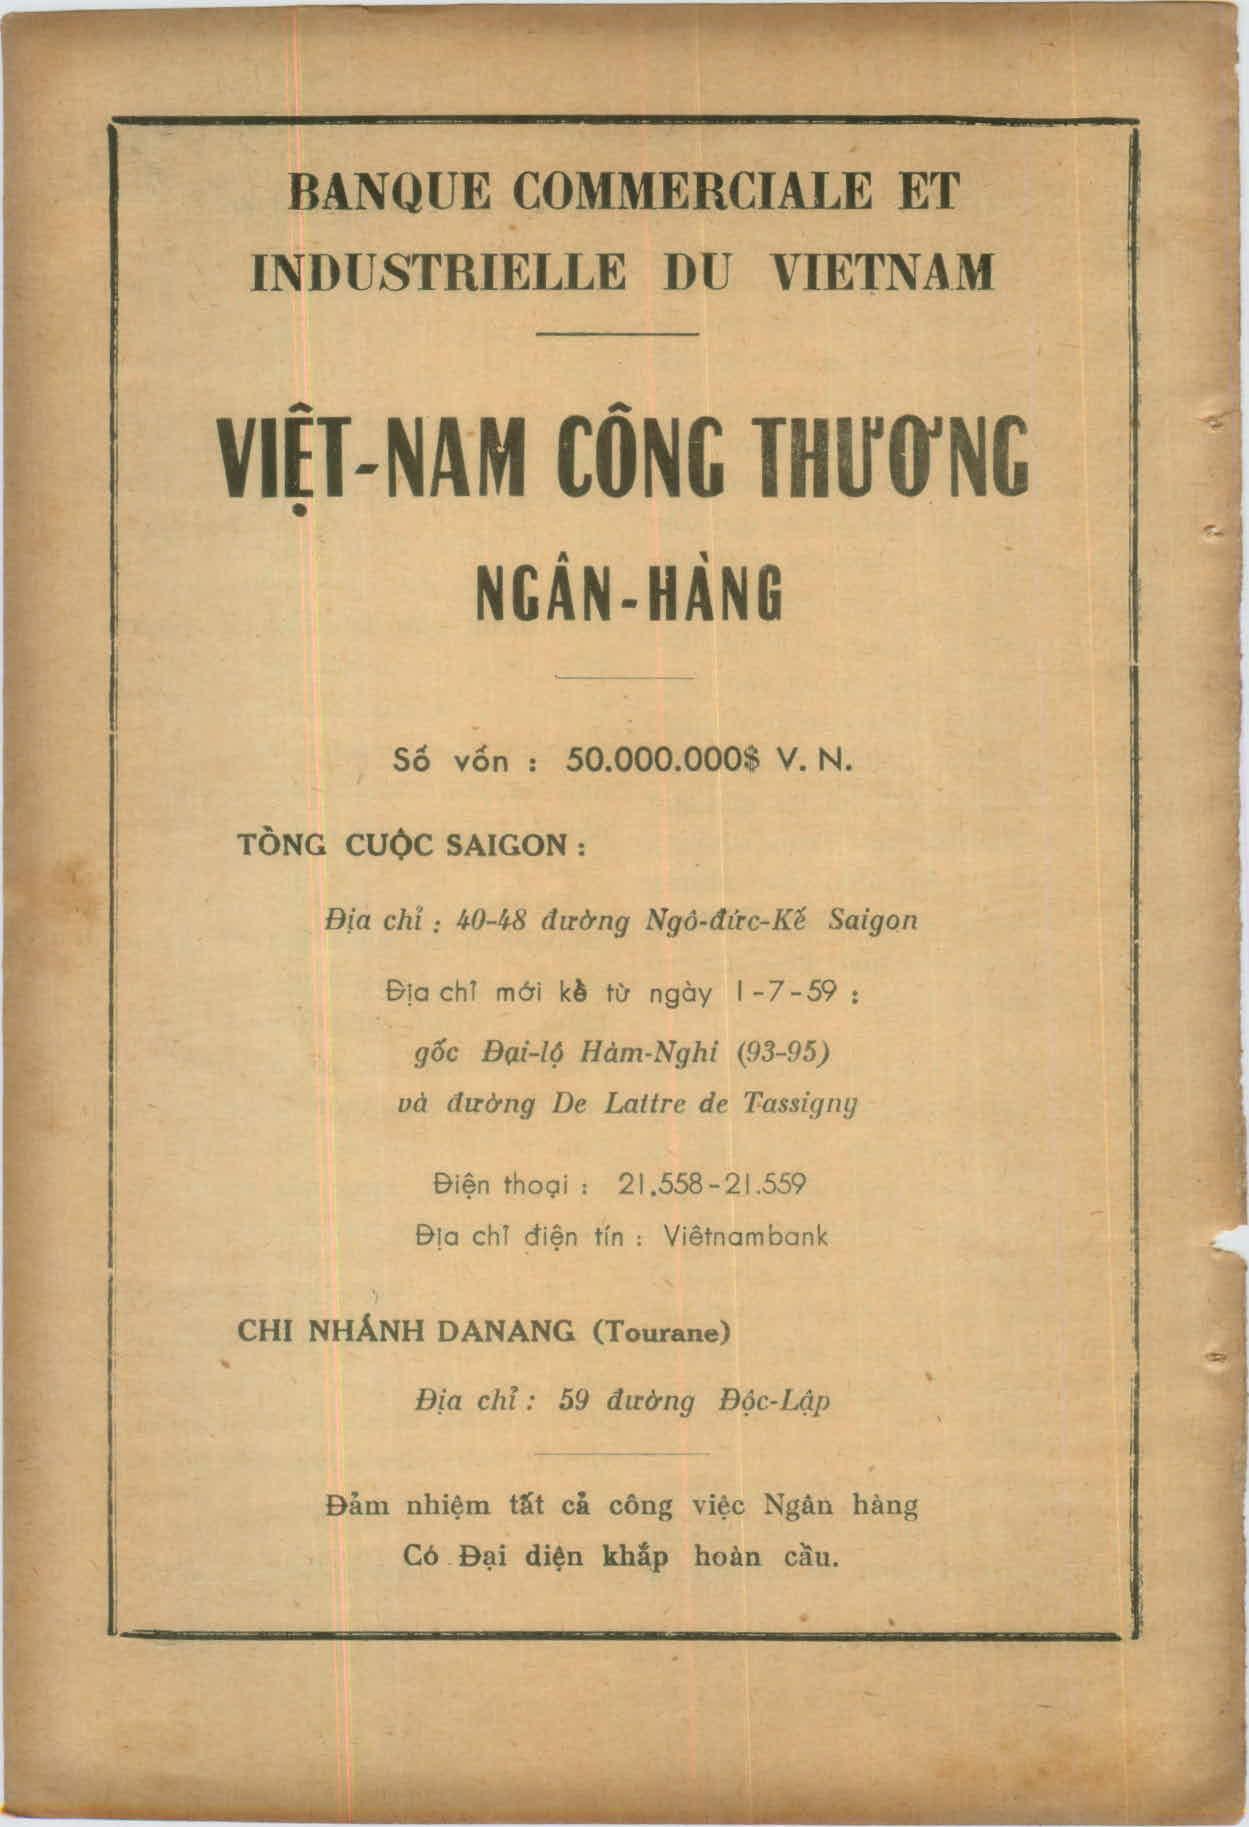 BANQUE COMMERCIALE ET
INDUSTRIELLE DU VIETNAM
VIỆT-NAM CÔNG THƯƠNG
NGÂN-HÀNG
Số vốn : 50.000.000$ V. N.
TỔNG CUỘC SAIGON :
Địa chỉ : 40-48 đường Ngô-đức-Kế Saigon
Địa chỉ mới kể từ ngày 1-7-59 :
gốc Đại-lộ Hàm-Nghi (93-95)
và đường De Lattre de Tassigny
Điện thoại : 21.558-21.559
Địa chỉ điện tín : Viêtnambank
CHI NHÁNH DANANG (Tourane)
Địa chỉ : 59 đường Độc-Lập
Đảm nhiệm tất cả công việc Ngân hàng
Có Đại diện khắp hoàn cầu.